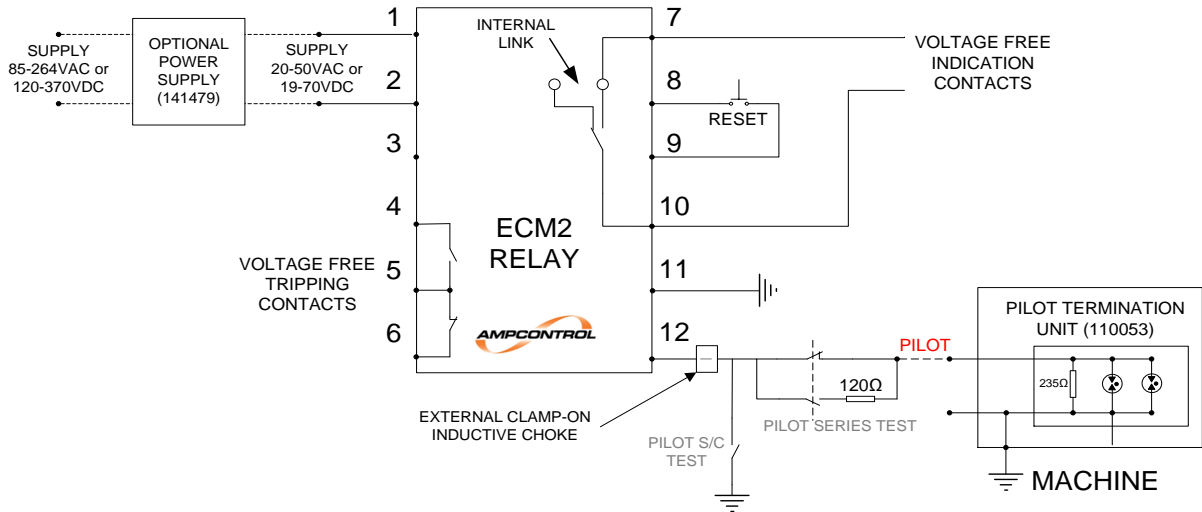 1
2
3
4
5
6
7
8
9
10
11
12
SUPPLY
85-264VAC or
120-370VDC
OPTIONAL
POWER
SUPPLY
(141479)
SUPPLY
20-50VAC or
19-70VDC
INTERNAL
LINK
RESET
VOLTAGE FREE
INDICATION
CONTACTS
ECM2
RELAY
AMPCONTROL
VOLTAGE FREE
TRIPPING
CONTACTS
EXTERNAL CLAMP-ON
INDUCTIVE CHOKE
PILOT S/C
TEST
120Ω
PILOT SERIES TEST
PILOT
PILOT TERMINATION
UNIT (110053)
235Ω
MACHINE